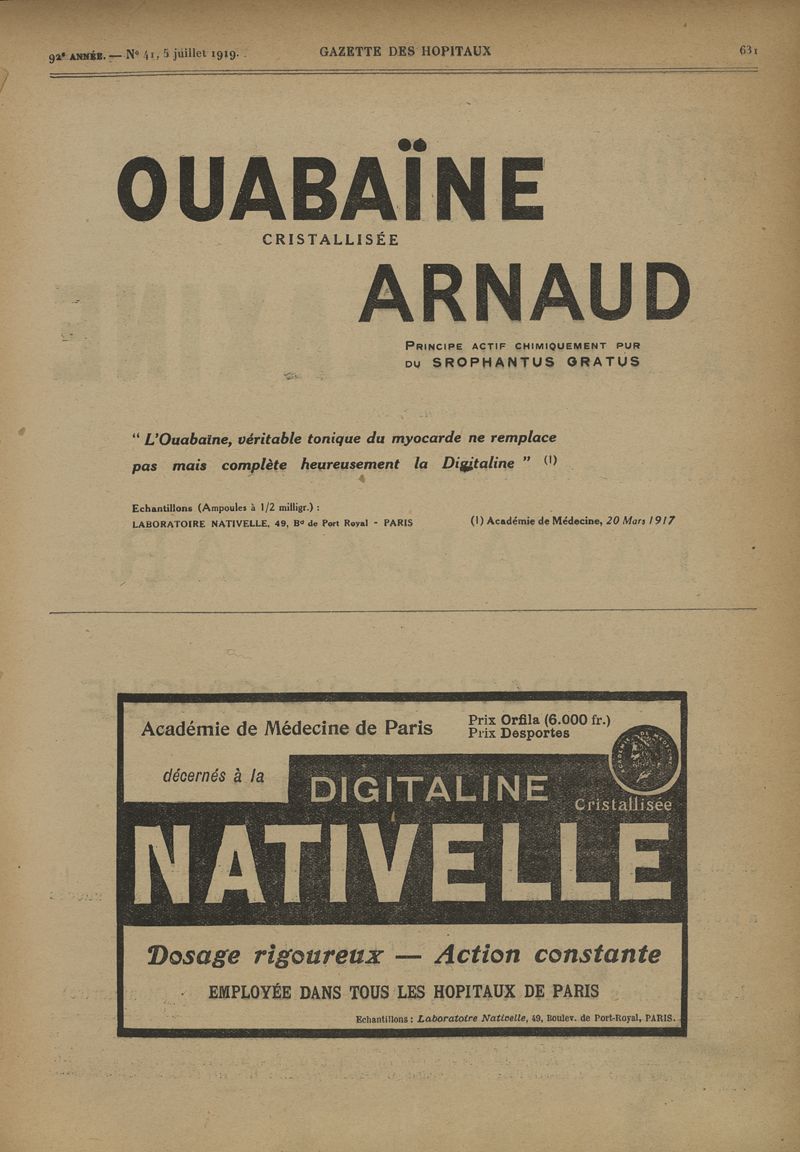 92e ANNÉE. — No 41, 5 juillet 1919.
GAZETTE DES HOPITAUX
631
OUABAÏNE
CRISTALLISÉE
ARNAUD
PRINCIPE ACTIF CHIMIQUEMENT PUR
DU SROPHANTUS GRATUS
“ L'Ouabaïne, véritable tonique du myocarde ne remplace
pas mais complète heureusement la Digitaline ” (1)
Echantillons (Ampoules à 1/2 milligr.) :
LABORATOIRE NATIVELLE, 49, Bd de Port Royal - PARIS
(1) Académie de Médecine, 20 Mars 1917
Académie de Médecine de Paris
Prix Orfila (6.000 fr.)
Prix Desportes
décernés à la
DIGITALINE
Cristallisée
NATIVELLE
Dosage rigoureux — Action constante
EMPLOYÉE DANS TOUS LES HOPITAUX DE PARIS
Echantillons : Laboratoire Nativelle, 49, Boulev. de Port-Royal, PARIS.